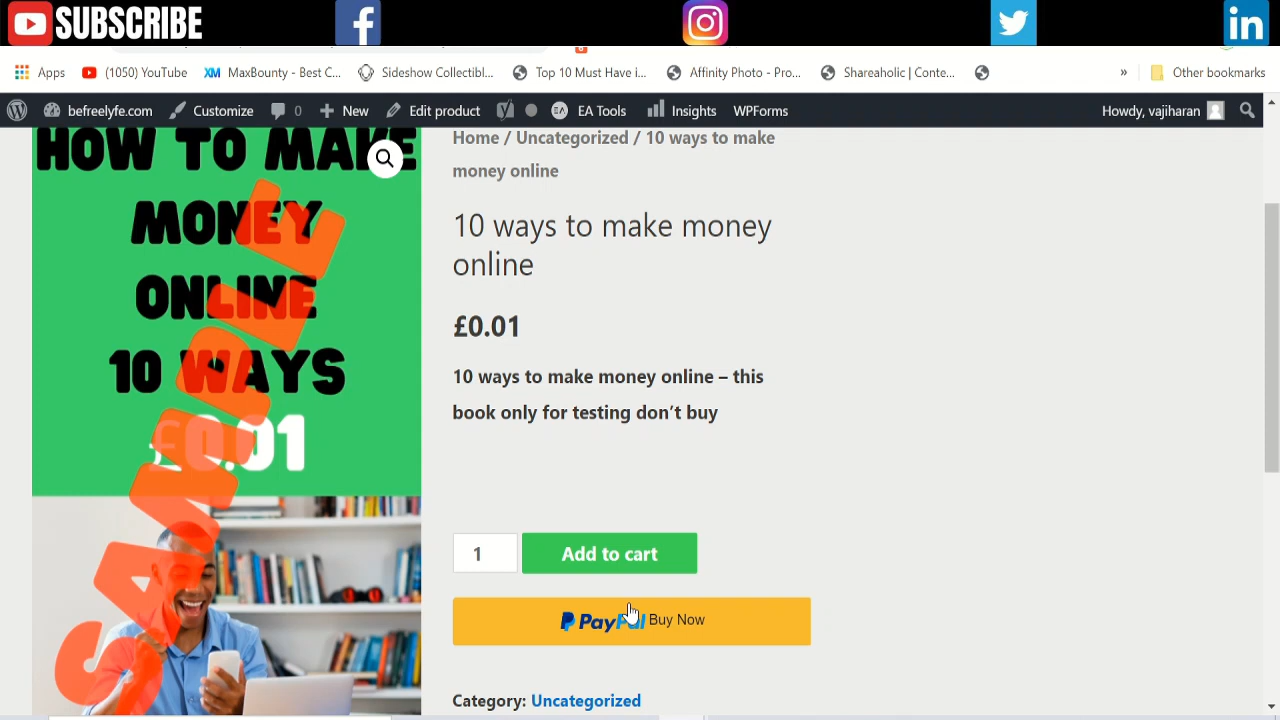 SUBSCRIBE
Apps
(1050) YouTube
MaxBounty - Best C...
Sideshow Collectibl...
Top 10 Must Have i...
Affinity Photo - Pro...
Shareaholic | Conte...
»
Other bookmarks
befreelyfe.com
Customize
0
New
Edit product
EA Tools
Insights
WPForms
Howdy, vajiharan
HOW TO MAKE
MONEY
ONLINE
10 WAYS
£0.01
SAMPLE
Home / Uncategorized / 10 ways to make
money online
10 ways to make money
online
£0.01
10 ways to make money online – this
book only for testing don’t buy
1
Add to cart
PayPal Buy Now
Category: Uncategorized